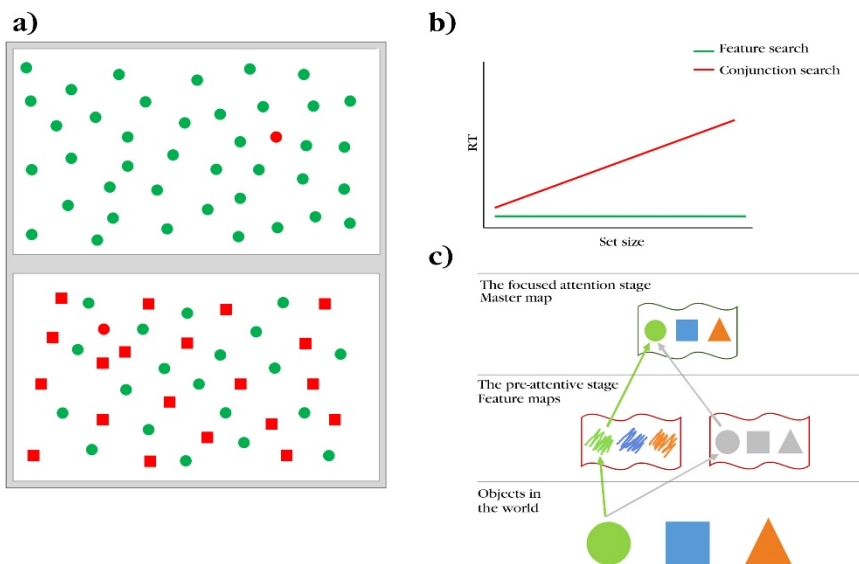 a)
b)
Feature search
Conjunction search
RT
Set size
c)
The focused attention stage
Master map
The pre-attentive stage
Feature maps
Objects in
the world